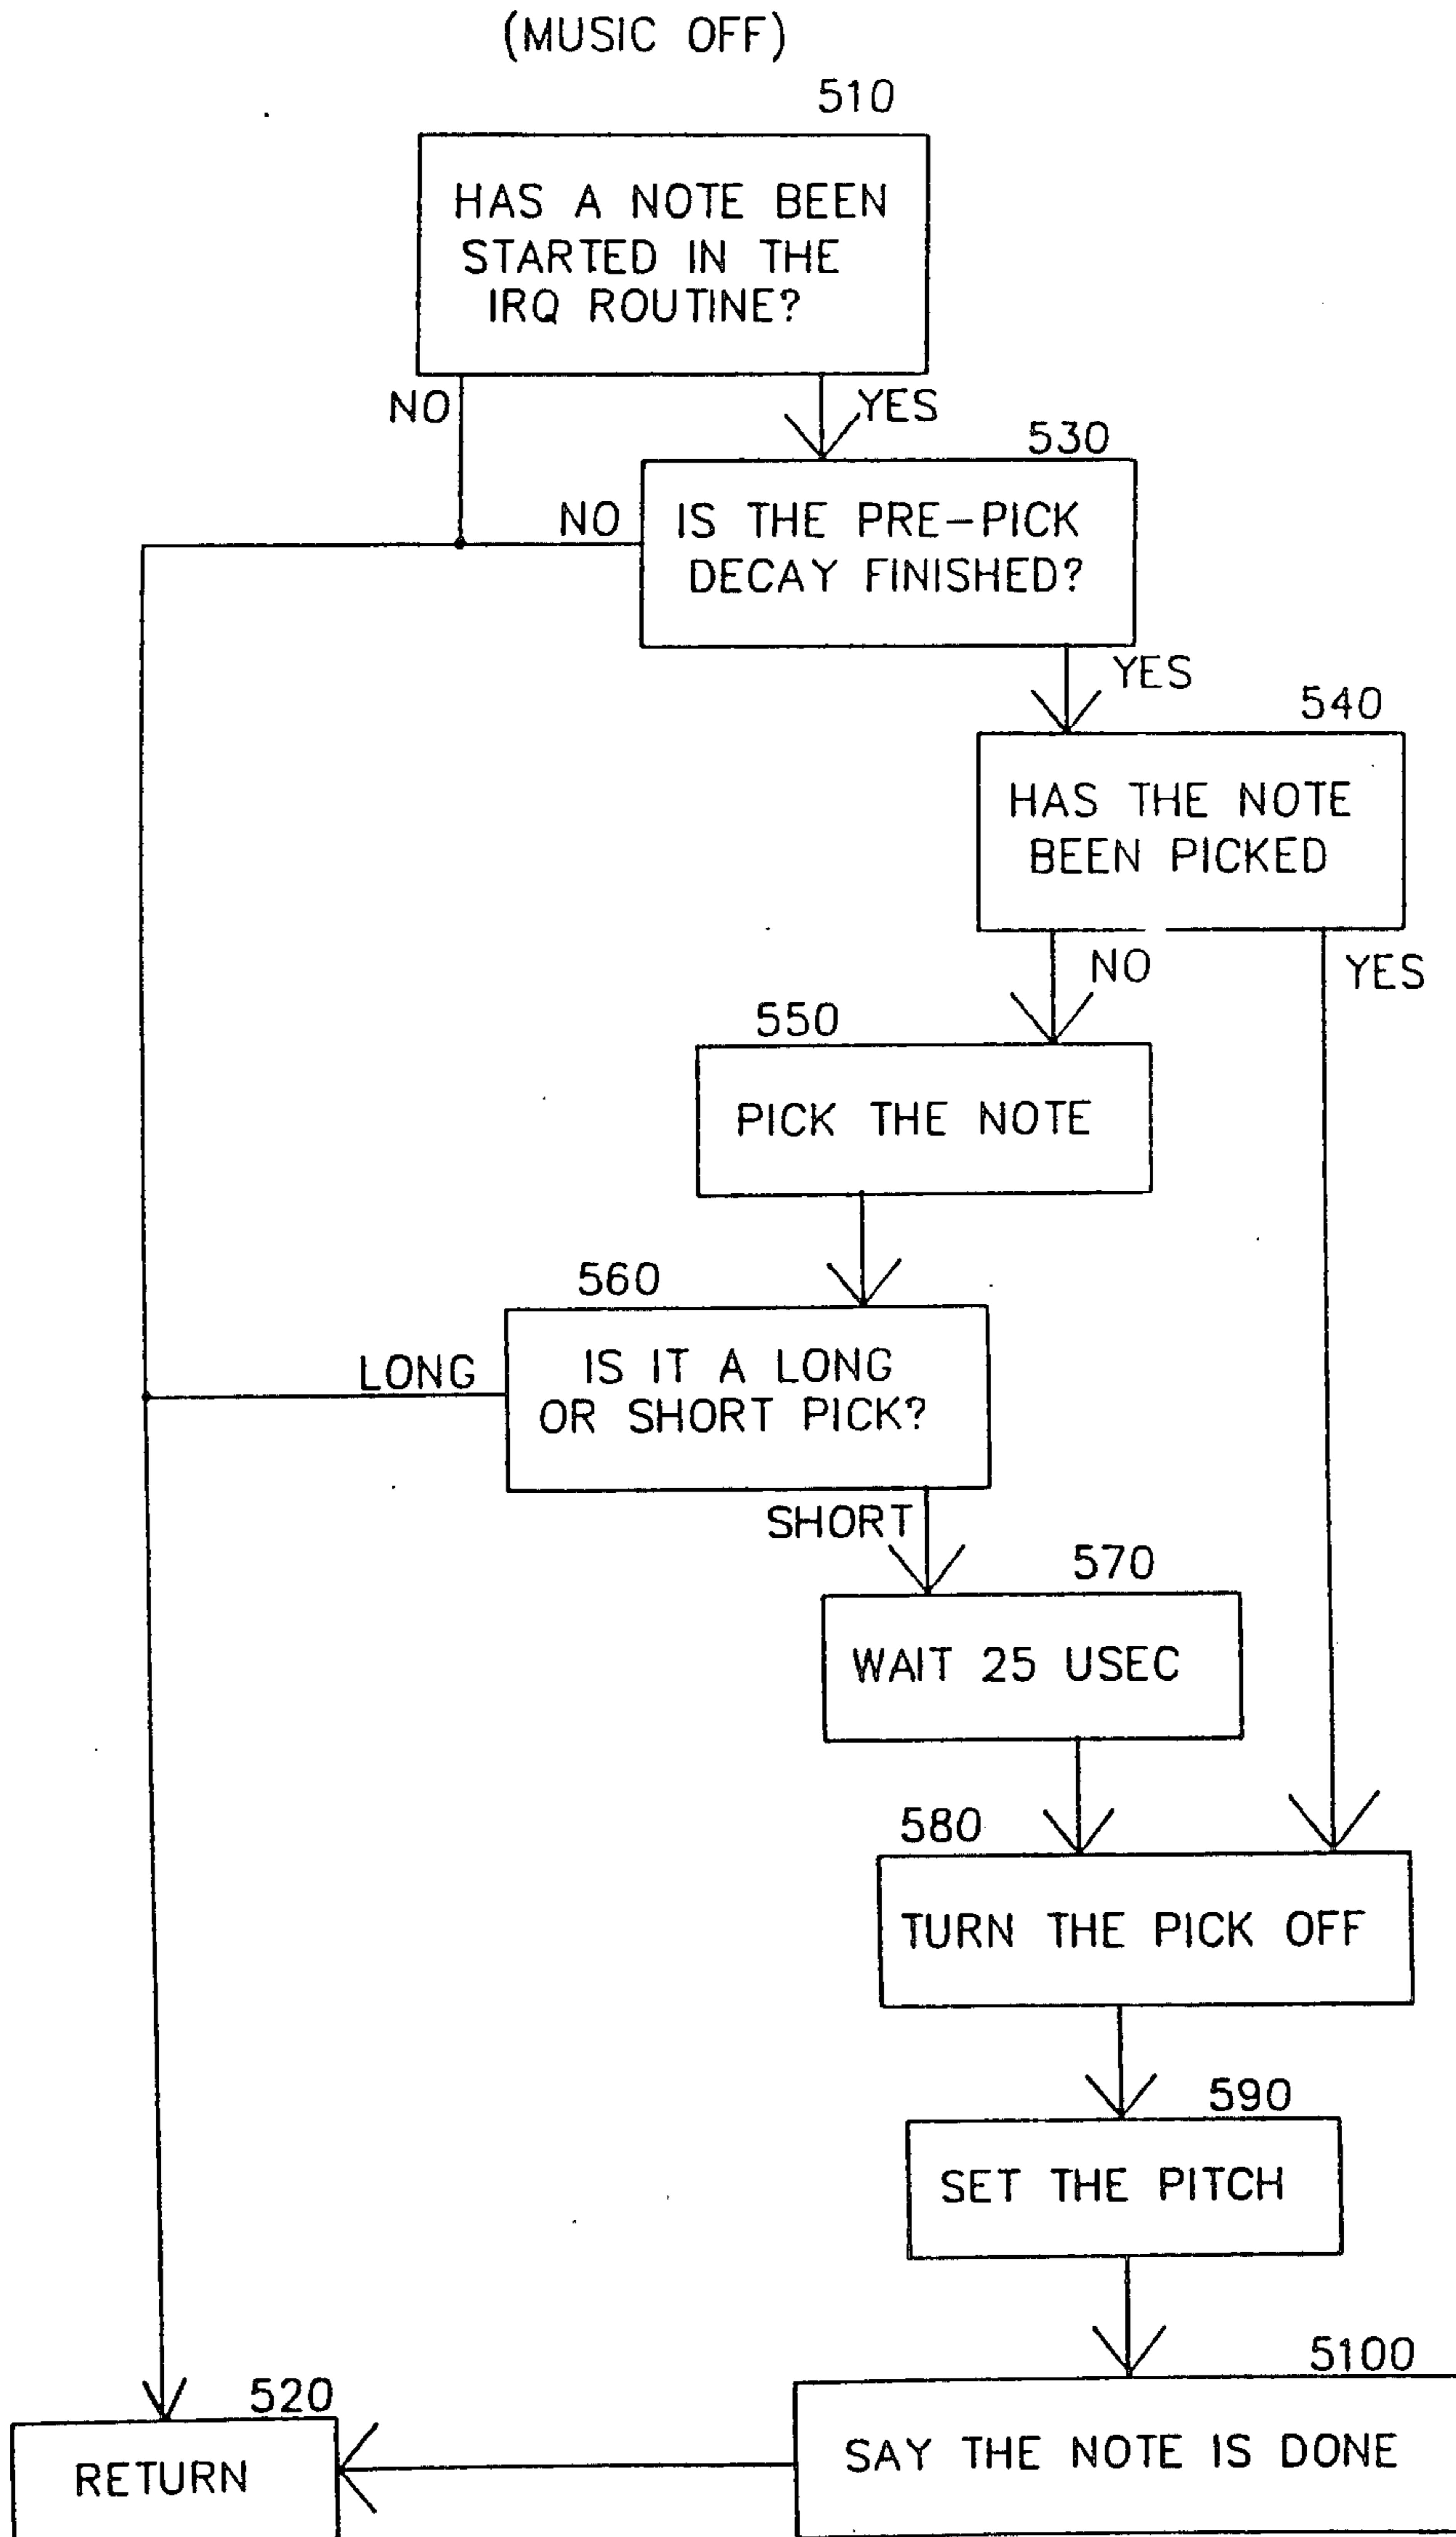 (MUSIC OFF)
510
HAS A NOTE BEEN
STARTED IN THE
IRQ ROUTINE?
NO
YES
530
NO
IS THE PRE-PICK
DECAY FINISHED?
YES
540
HAS THE NOTE
BEEN PICKED
NO
YES
550
PICK THE NOTE
560
LONG
IS IT A LONG
OR SHORT PICK?
SHORT
570
WAIT 25 USEC
580
TURN THE PICK OFF
590
SET THE PITCH
5100
SAY THE NOTE IS DONE
520
RETURN